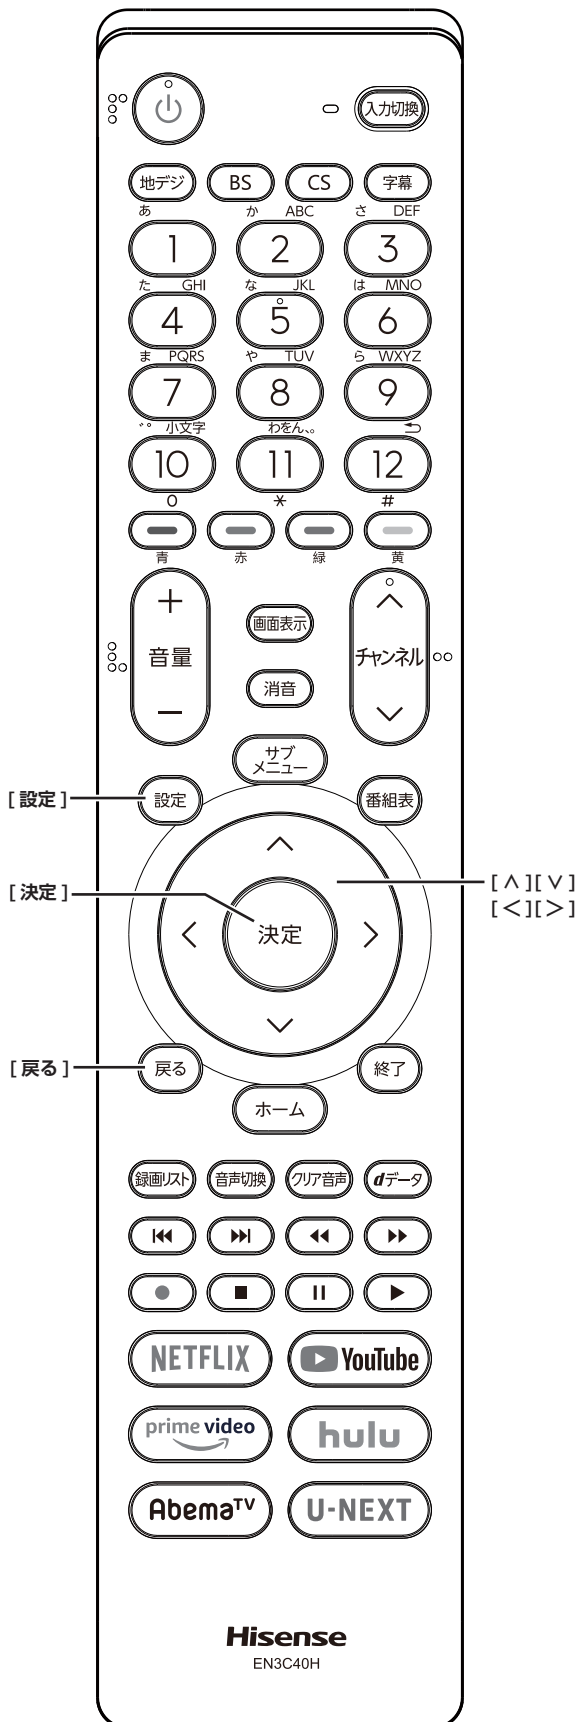 入力切換
地デジ BS CS 字幕
あ か ABC さ DEF
1 2 3
た GHI な JKL は MNO
4 5 6
ま PQRS や TUV ら WXYZ
7 8 9
゛゜ 小文字 わをん、。
10 11 12
0 * #
青 赤 緑 黄
+
音量
-
画面表示
消音
チャンネル
サブ
メニュー
[ 設定 ] 設定 番組表
[ 決定 ] 決定
[ ∧ ][ ∨ ]
[ < ][ > ]
[ 戻る ] 戻る 終了
ホーム
録画リスト 音声切換 クリア音声 dデータ
NETFLIX YouTube
prime video hulu
AbemaTV U-NEXT
Hisense
EN3C40H